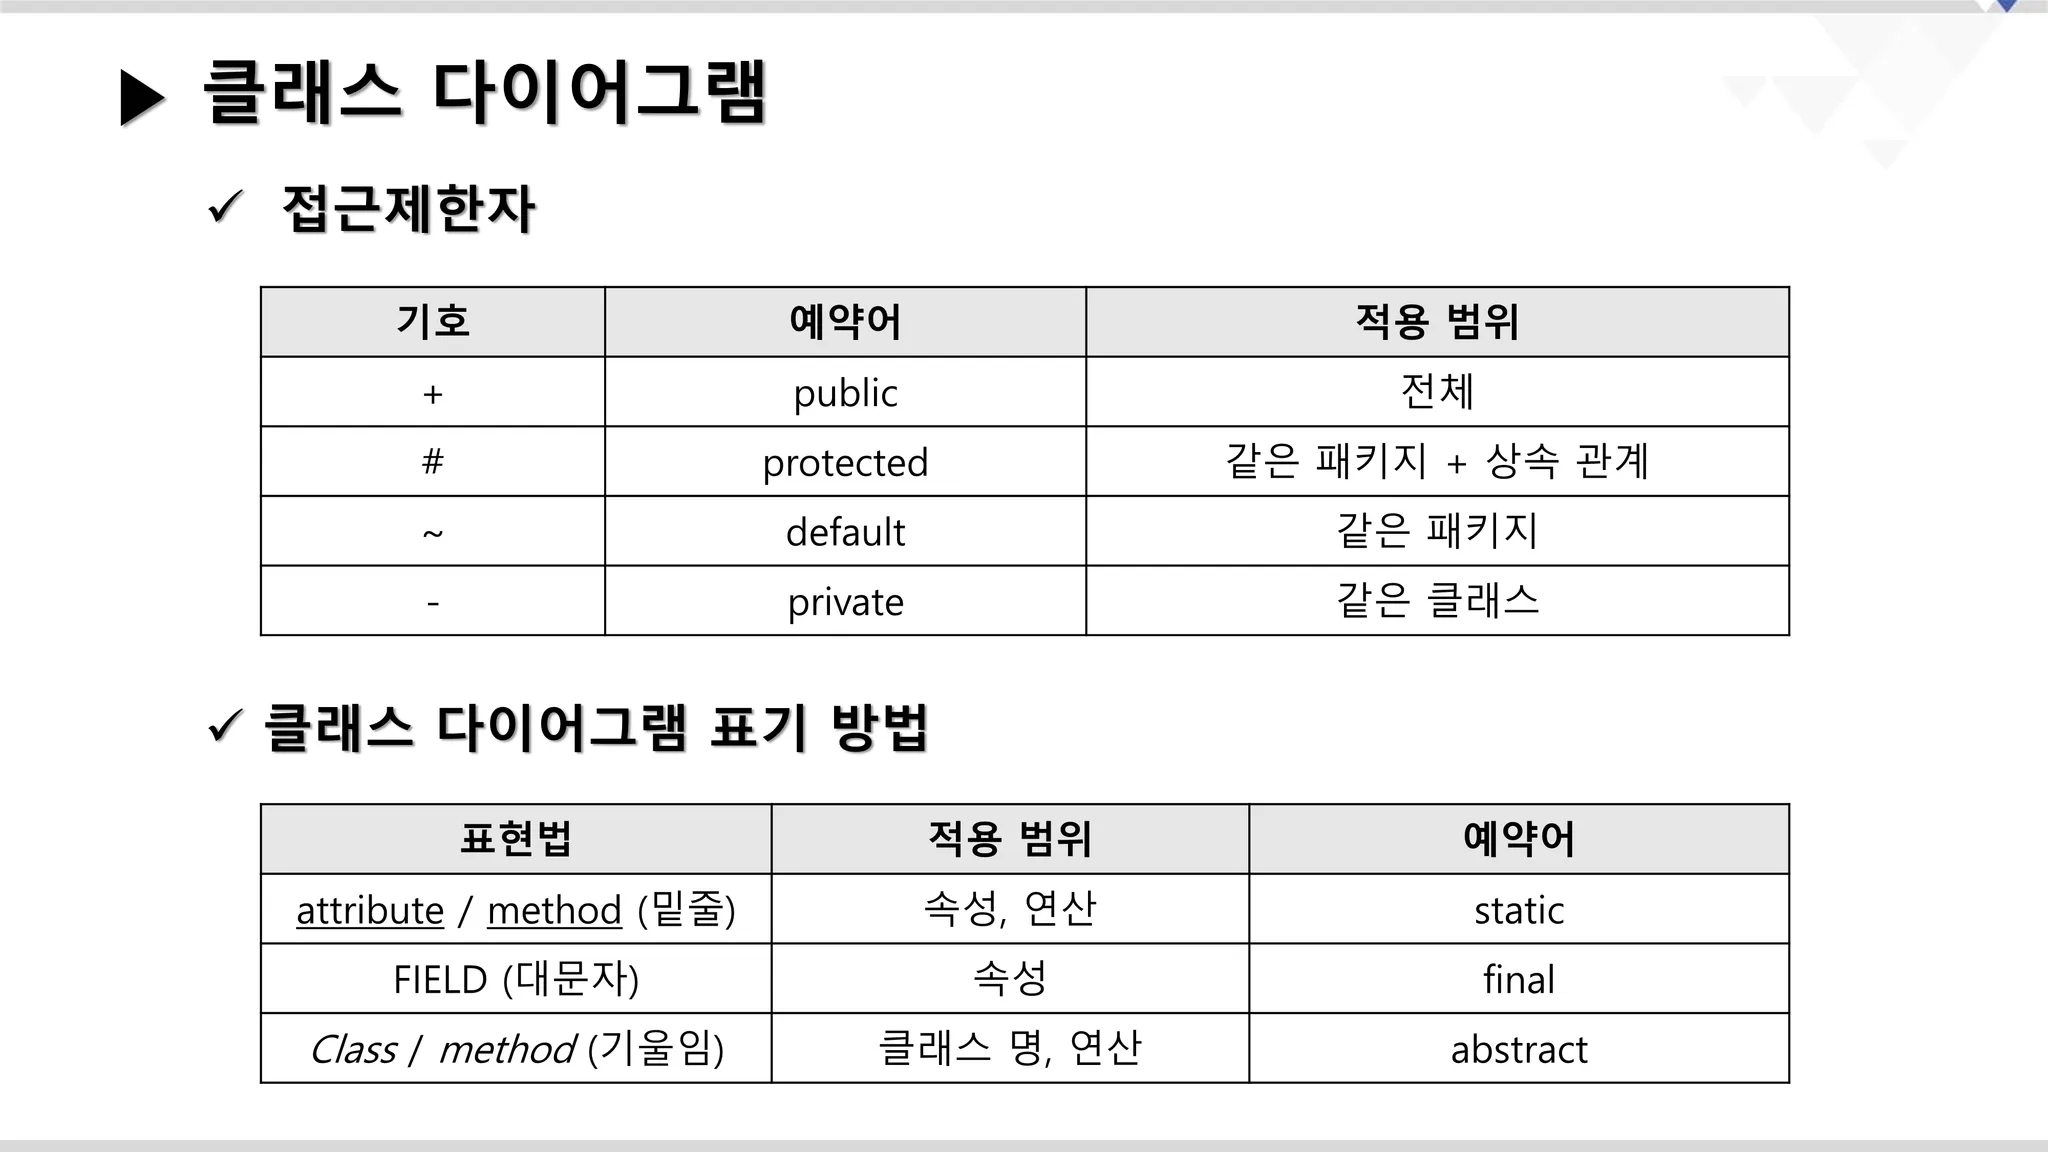 클래스 다이어그램
접근제한자
기호 예약어 적용 범위
+ public 전체
# protected 같은 패키지 + 상속 관계
~ default 같은 패키지
- private 같은 클래스
클래스 다이어그램 표기 방법
표현법 적용 범위 예약어
attribute / method (밑줄) 속성, 연산 static
FIELD (대문자) 속성 final
Class / method (기울임) 클래스 명, 연산 abstract